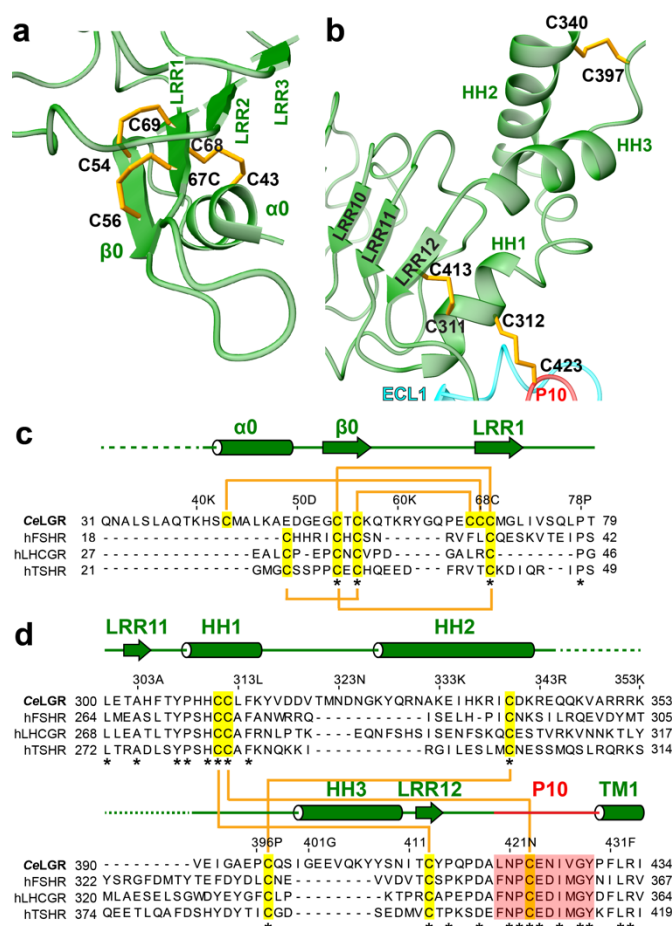 a
LRR1
LRR2
LRR3
C69
C68
C54
67C
C43
C56
α0
β0
b
C340
C397
HH2
HH3
LRR10
LRR11
LRR12
HH1
C413
C311
C312
C423
ECL1
P10
c
α0 β0 LRR1
40K 50D 60K 68C 78P
CeLGR 31 QNALSLAQTKHSCMALKAEDGEGCTCKQTKRYGQPECCCMGLIVSQLPT 79
hFSHR 18 - - - - - - - - - - - - - - - - - - CHHRICHCSN - - - - - - RVFLCQESKVTEIPS 42
hLHCGR 27 - - - - - - - - - - - - - - - EALC-PEPCNCVPD - - - - GALRC - - - - - - - - PG 46
hTSHR 21 - - - - - - - - - - - - - - - GMGCSSPPCECHQEED - - FRVTCKDIQR-IPS 49
* * * *
d
LRR11 HH1 HH2
303A 313L 323N 333K 343R 353K
CeLGR 300 LETAHFTYPHHCCLFKYVDDVTMNDNGKYQRNAKEIHKRICDKREQQKVARRRK 353
hFSHR 264 LMEASLTYPSHCCAFANWRRQ-----------ISELH-PICNKSILRQEVDYMT 305
hLHCGR 268 LLEASLTYPSHCCAFRNLPTK----EQNFSHSISENFSKQCESTVRKVNNKTLY 317
hTSHR 272 LTRADLSYPSHCCAFKNQKKI-----------RGILESLMCNESSMQSLRQRKS 314
* * * * * * * * *
HH3 LRR12 P10 TM1
396P 401G 411 421N 431F
CeLGR 390 ---------VEIGAEPCQSIGEEVQKYYSNITCYPQPDALNPCENIVGYPFLRI 434
hFSHR 322 YSRGFDMTYTEFDYDLCNE--------VVDVTCSPKPDAFNPCEDIMGYNILRV 367
hLHCGR 320 MLAESELSGWDYEYGFCLP---------KTPRCAPEPDAFNPCEDIMGYDFLRV 364
hTSHR 374 QEETLQAFDSHYDYTICGD--------SEDMVCTPKSDEFNPCEDIMGYKFLRI 419
* * * * * * * * * * * *